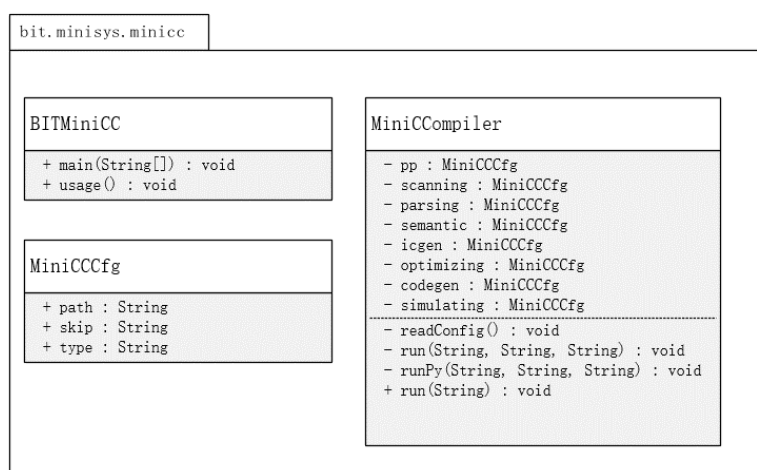 bit.minisys.minicc
BITMiniCC
+ main(String[]) : void
+ usage() : void
MiniCCCfg
+ path : String
+ skip : String
+ type : String
MiniCCompiler
- pp : MiniCCCfg
- scanning : MiniCCCfg
- parsing : MiniCCCfg
- semantic : MiniCCCfg
- icgen : MiniCCCfg
- optimizing : MiniCCCfg
- codegen : MiniCCCfg
- simulating : MiniCCCfg
- readConfig() : void
- run(String, String, String) : void
- runPy(String, String, String) : void
+ run(String) : void